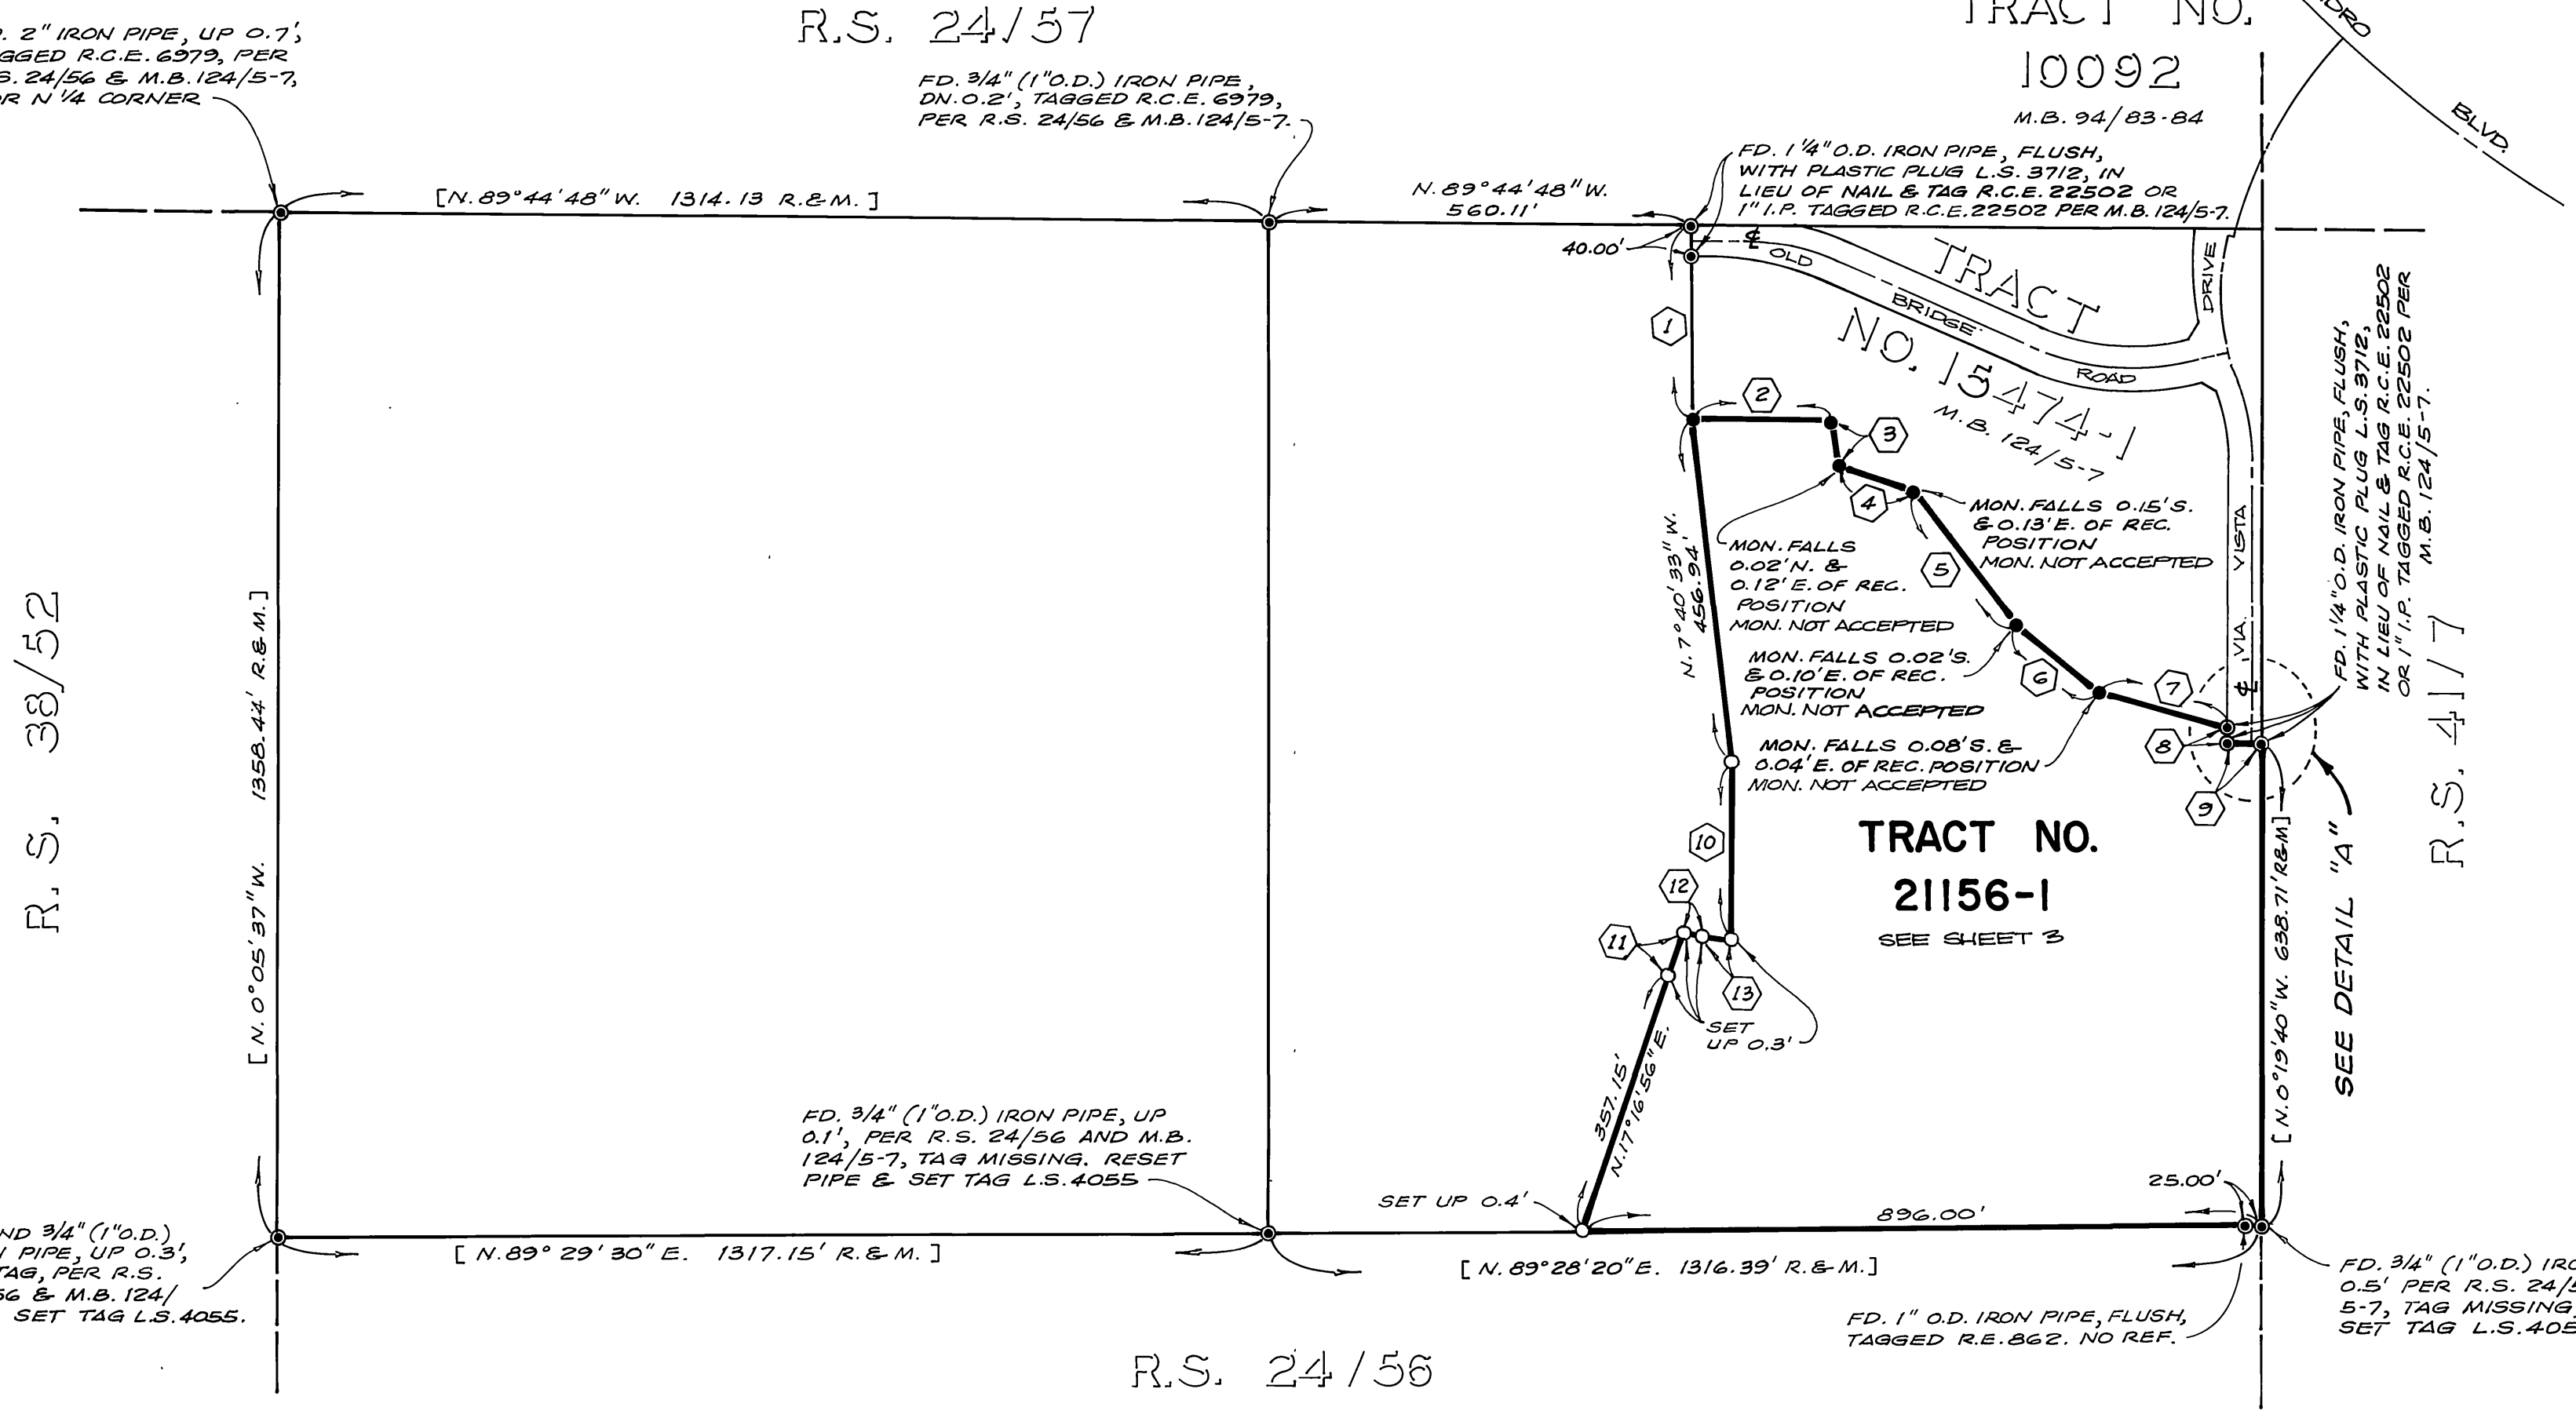 R.S. 24/57
TRACT NO.
10092
M.B. 94/83-84
BLVD.
2" IRON PIPE, UP 0.7',
R.C.E. 6979, PER
24/56 & M.B. 124/5-7,
N 1/4 CORNER
FD. 3/4" (1"O.D.) IRON PIPE,
DN. 0.2', TAGGED R.C.E. 6979,
PER R.S. 24/56 & M.B. 124/5-7.
FD. 1 1/4" O.D. IRON PIPE, FLUSH,
WITH PLASTIC PLUG L.S. 3712, IN
LIEU OF NAIL & TAG R.C.E. 22502 OR
1" I.P. TAGGED R.C.E. 22502 PER M.B. 124/5-7.
[N. 89°44'48" W. 1314.13 R.&M.]
N. 89°44'48" W.
560.11'
40.00'
℄
OLD
BRIDGE
ROAD
DRIVE
TRACT
NO. 15474-1
M.B. 124/5-7
1
2
3
4
5
6
7
8
9
VIA VISTA
℄
FD. 1 1/4" O.D. IRON PIPE, FLUSH,
WITH PLASTIC PLUG L.S. 3712,
IN LIEU OF NAIL & TAG R.C.E. 22502
OR 1" I.P. TAGGED R.C.E. 22502 PER
M.B. 124/5-7.
MON. FALLS 0.15' S.
& 0.13' E. OF REC.
POSITION
MON. NOT ACCEPTED
MON. FALLS
0.02' N. &
0.12' E. OF REC.
POSITION
MON. NOT ACCEPTED
MON. FALLS 0.02' S.
& 0.10' E. OF REC.
POSITION
MON. NOT ACCEPTED
MON. FALLS 0.08' S. &
0.04' E. OF REC. POSITION
MON. NOT ACCEPTED
N. 7°40'33" W.
456.94'
R.S. 38/52
[N. 0°05'37" W. 1358.44' R.&M.]
R.S. 41/7
TRACT NO.
21156-1
SEE SHEET 3
10
11
12
13
SET
UP 0.3'
SEE DETAIL "A"
[N. 0°19'40" W. 638.71' R&M]
357.15'
N. 17°16'56" E.
FD. 3/4" (1"O.D.) IRON PIPE, UP
0.1', PER R.S. 24/56 AND M.B.
124/5-7, TAG MISSING. RESET
PIPE & SET TAG L.S. 4055
SET UP 0.4'
896.00'
25.00'
3/4" (1"O.D.)
PIPE, UP 0.3',
TAG, PER R.S.
& M.B. 124/
SET TAG L.S. 4055.
[N. 89°29'30" E. 1317.15' R.&M.]
[N. 89°28'20" E. 1316.39' R.&M.]
FD. 1" O.D. IRON PIPE, FLUSH,
TAGGED R.E. 862. NO REF.
FD. 3/4" (1"O.D.)
0.5' PER R.S.
5-7, TAG MISSING
SET TAG L.S.
R.S. 24/56